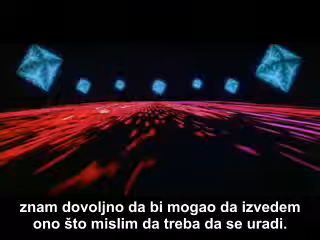 znam dovoljno da bi mogao da izvedem
ono što mislim da treba da se uradi.